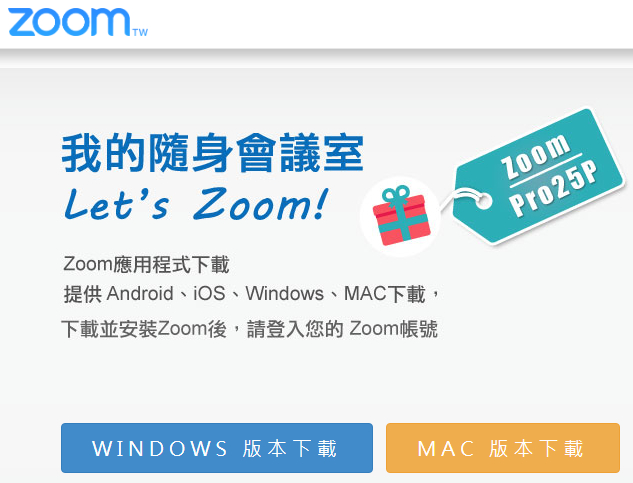 zoom TW
我的隨身會議室
Let's Zoom!
Zoom
Pro25P
Zoom應用程式下載
提供 Android、iOS、Windows、MAC下載，
下載並安裝Zoom後，請登入您的 Zoom帳號
WINDOWS 版本下載
MAC 版本下載